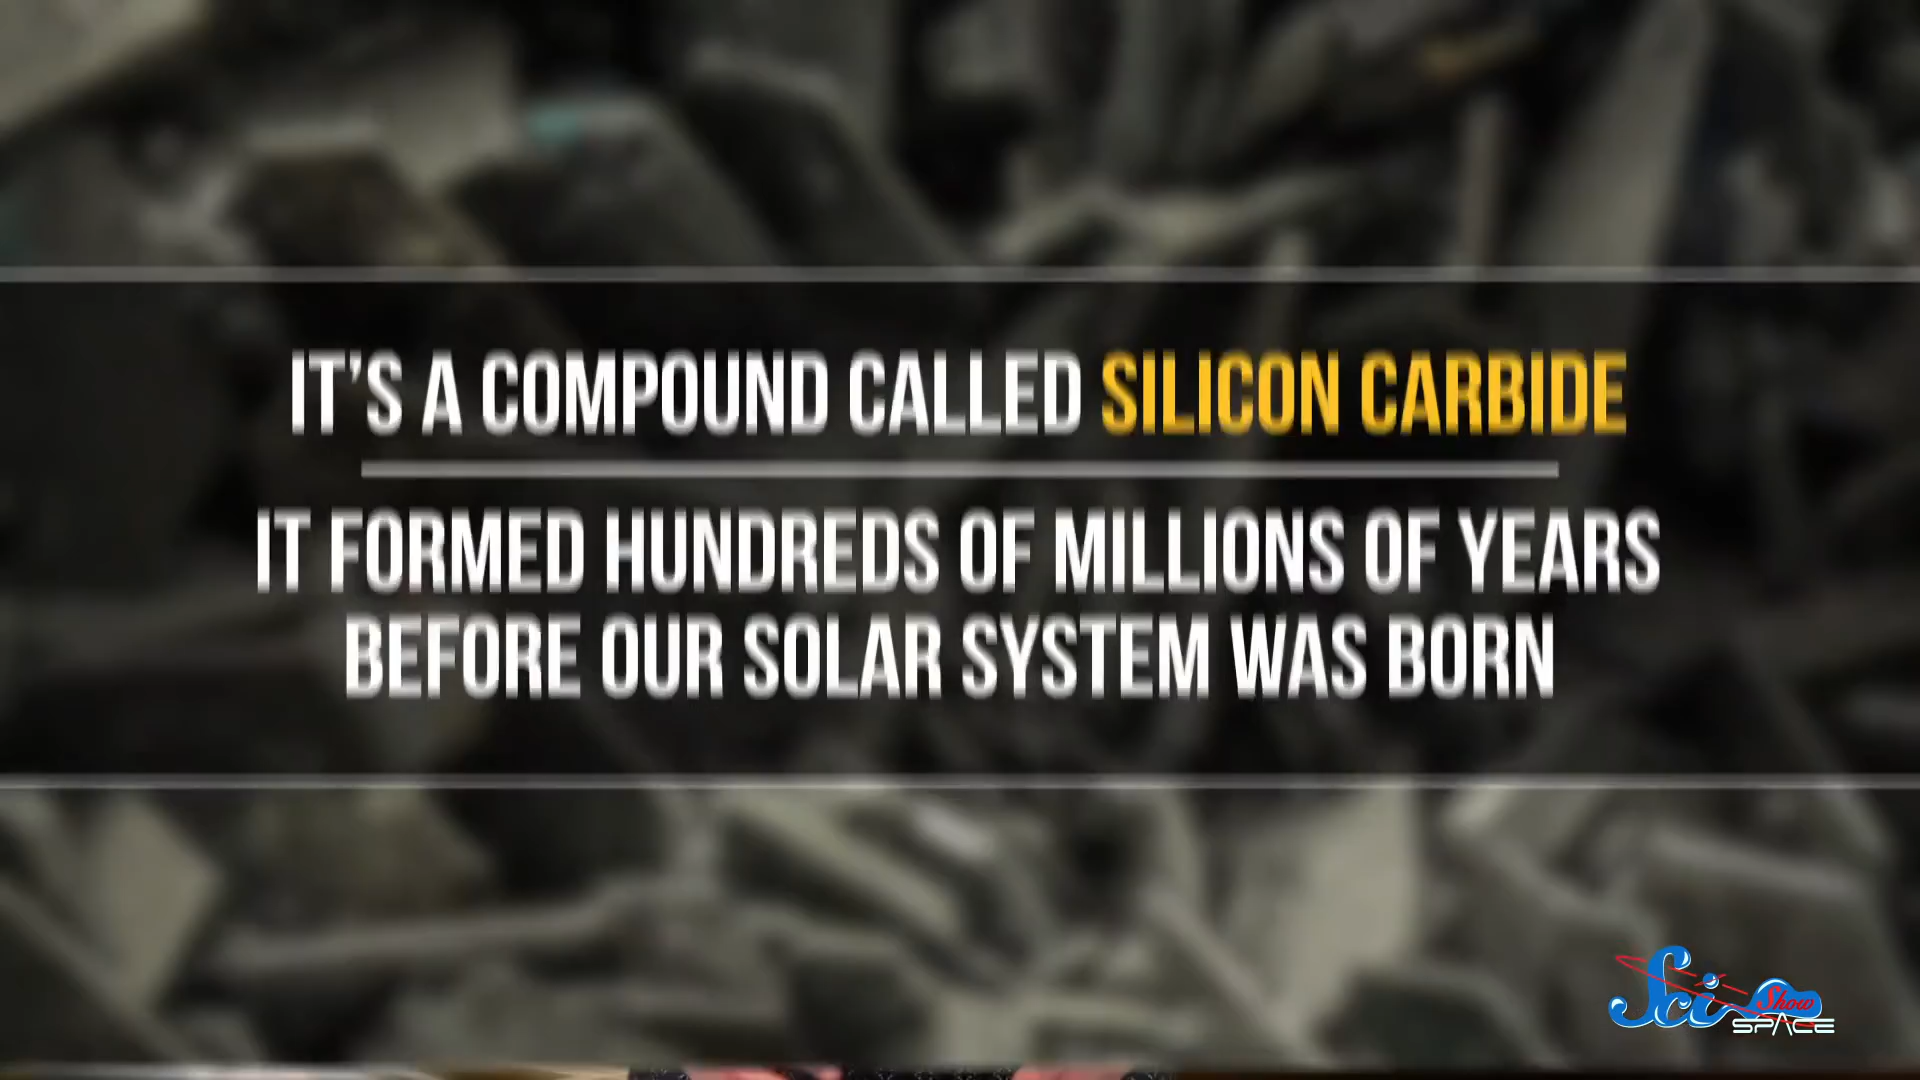 IT'S A COMPOUND CALLED SILICON CARBIDE
IT FORMED HUNDREDS OF MILLIONS OF YEARS
BEFORE OUR SOLAR SYSTEM WAS BORN
Sci Show
SPACE